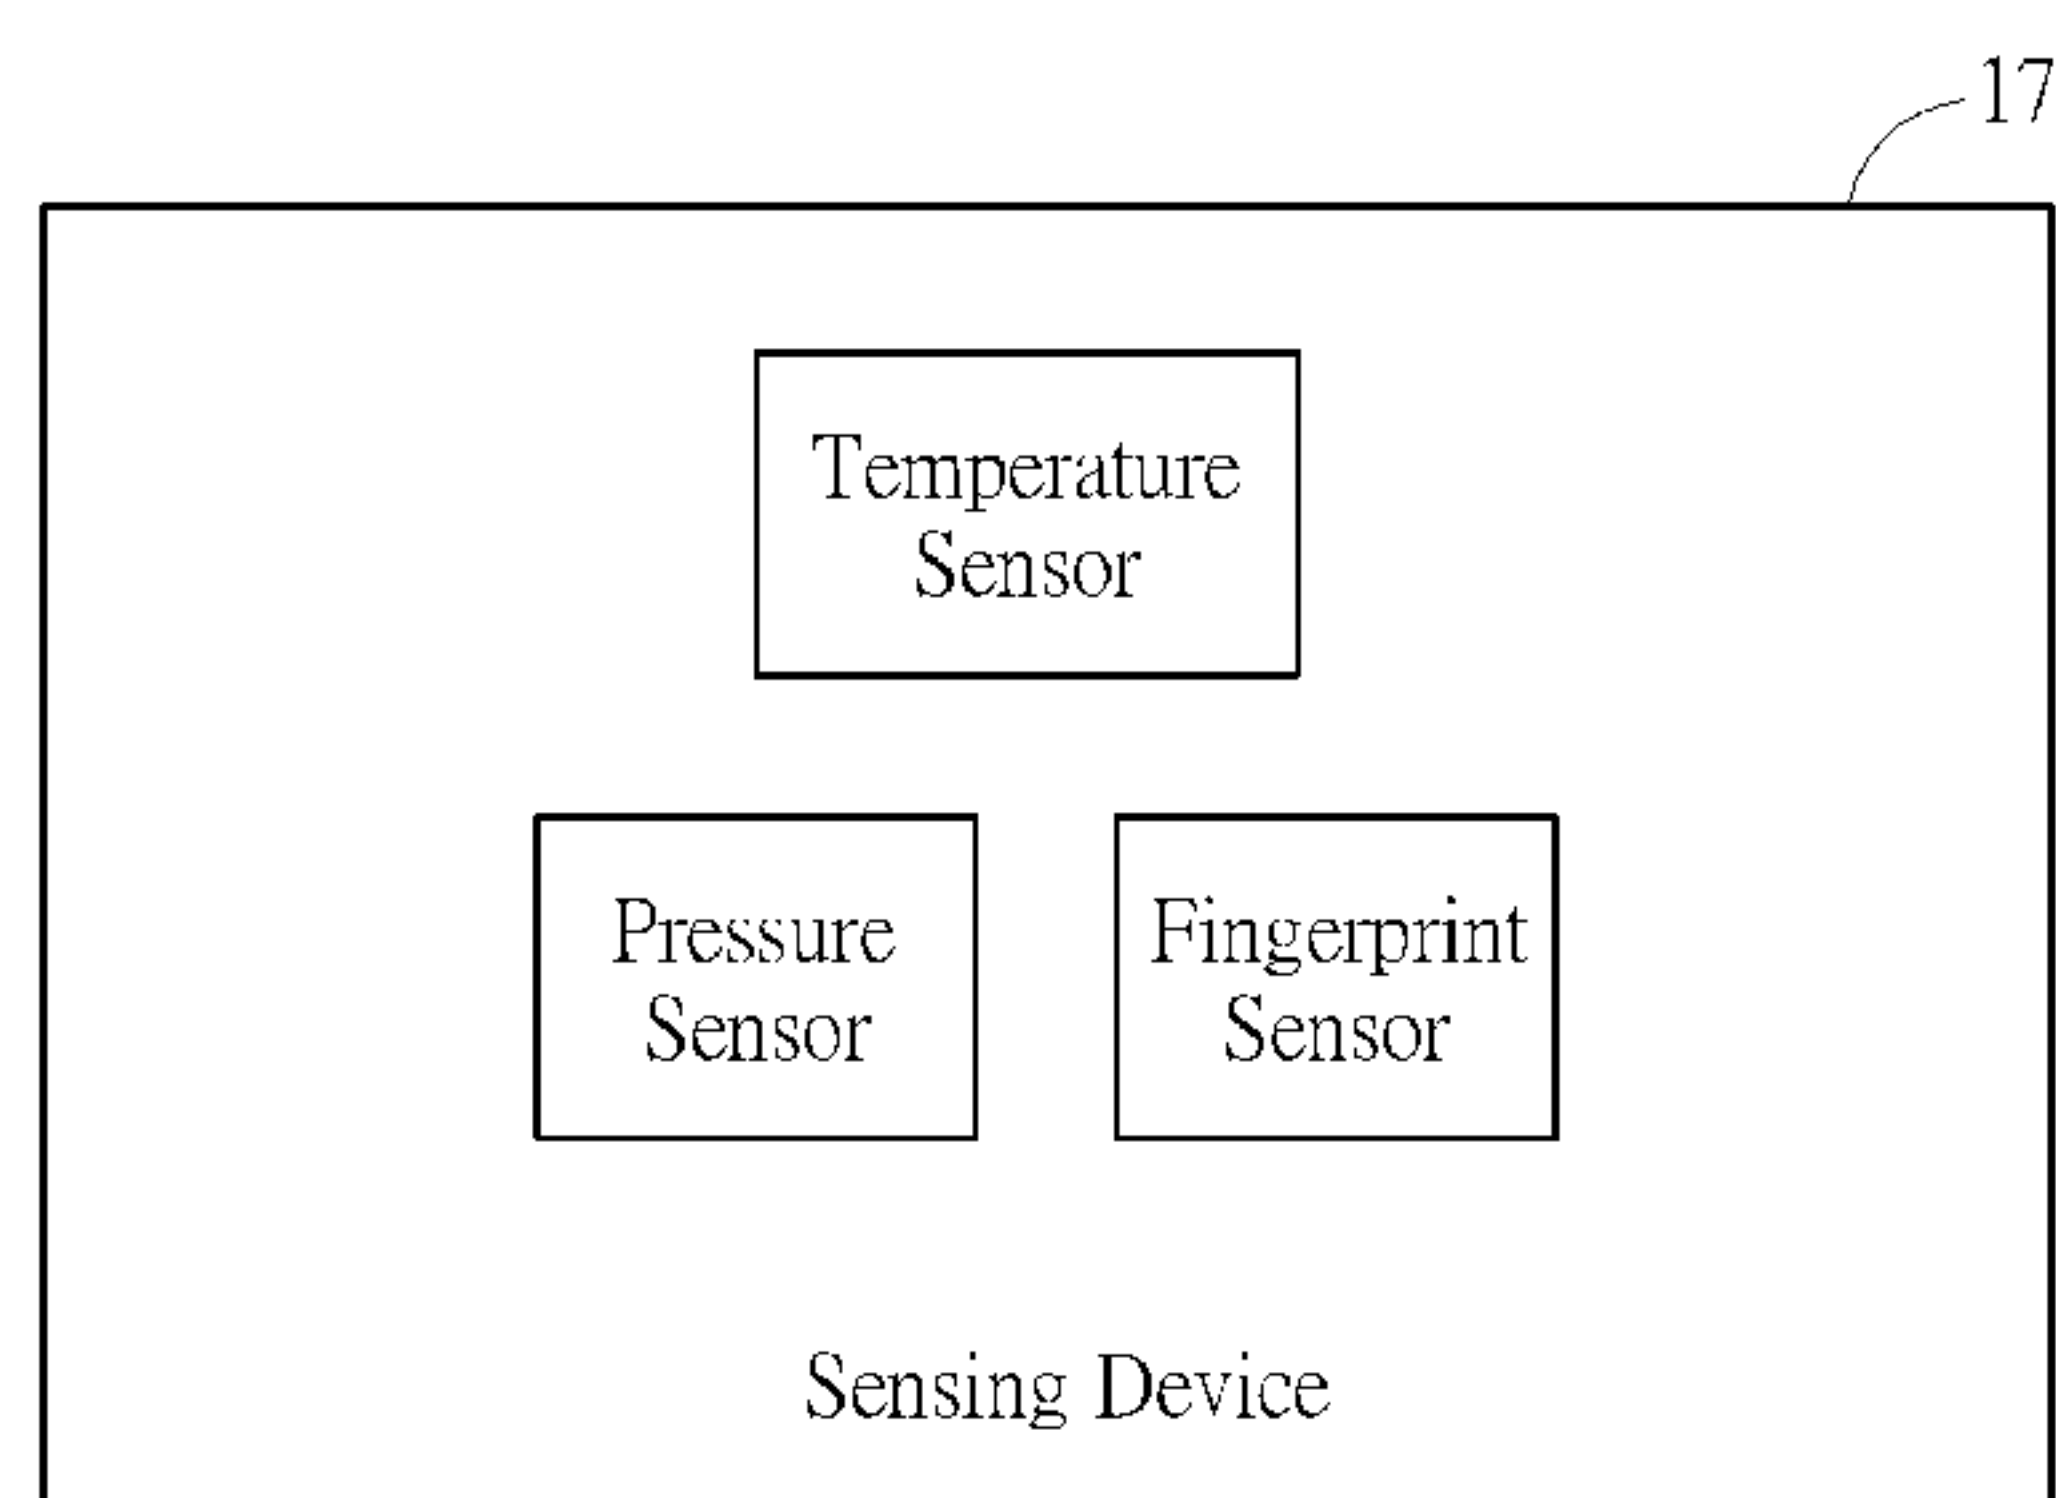 17
Temperature
Sensor
Pressure
Sensor
Fingerprint
Sensor
Sensing Device